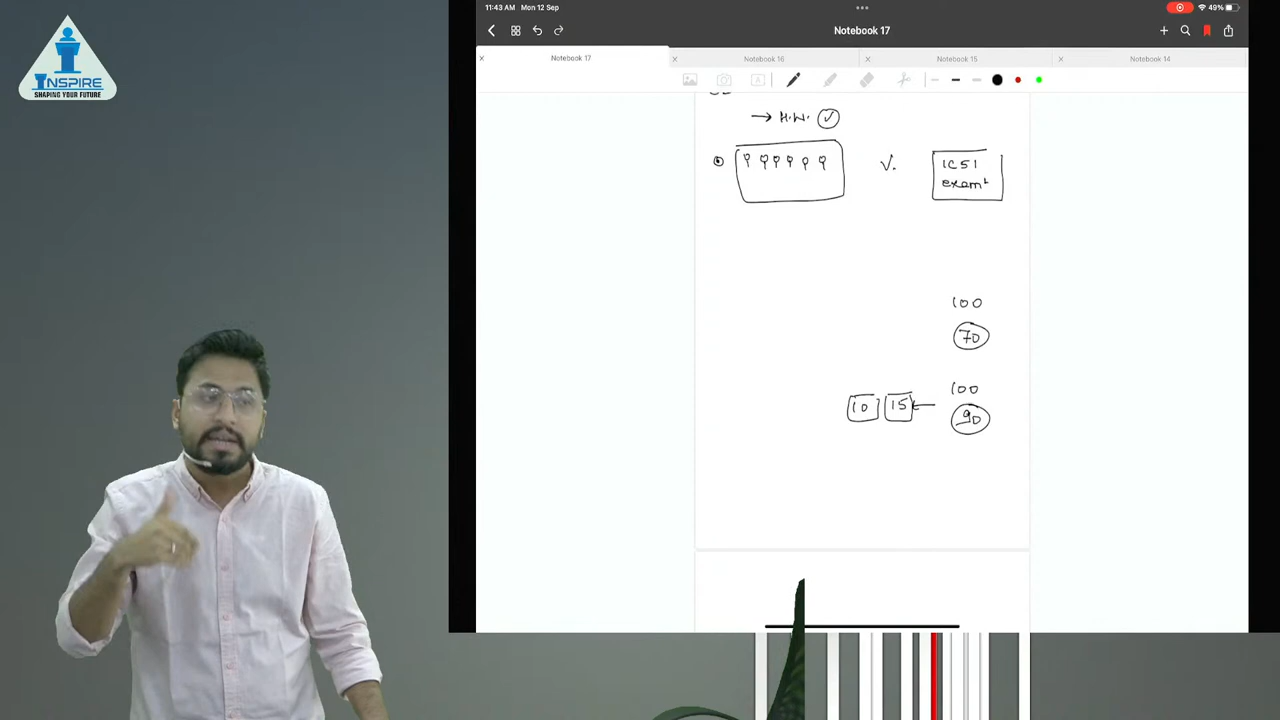 INSPIRE
SHAPING YOUR FUTURE
11:43 AM Mon 12 Sep
49%
Notebook 17
Notebook 17
Notebook 16
Notebook 15
Notebook 14
→ H.W. ✓
V.
ICSI
exam
100
70
100
10 15 ←
90